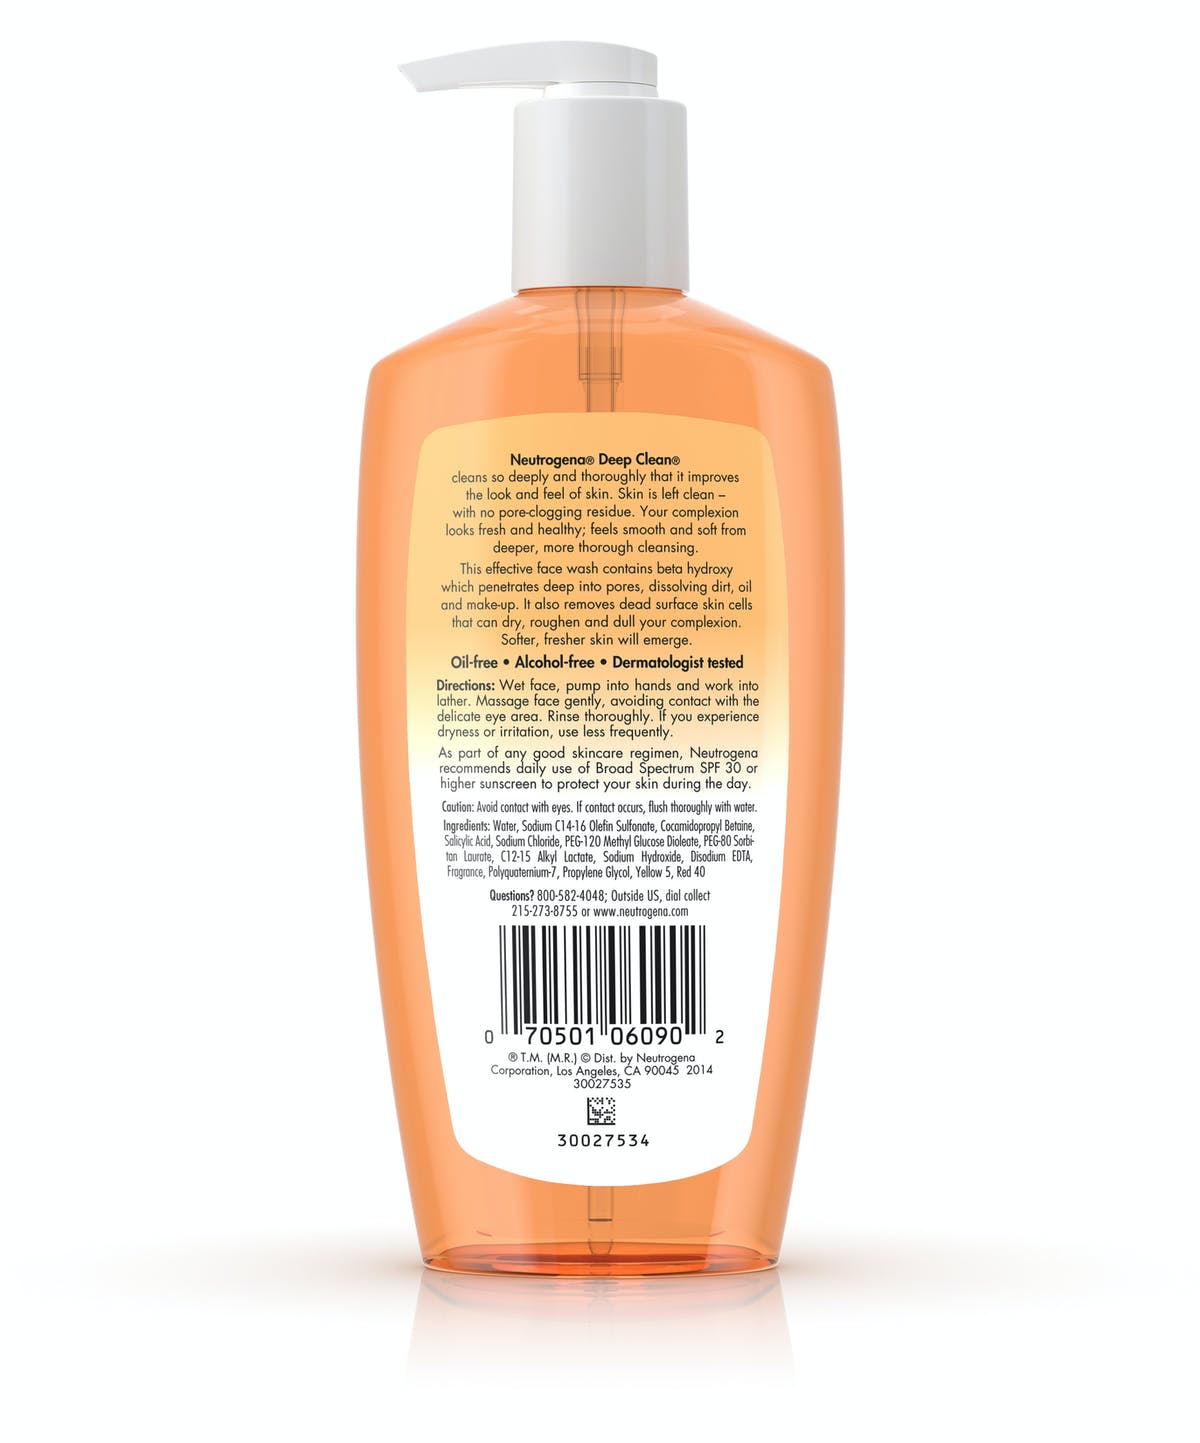 Neutrogena® Deep Clean®
cleans so deeply and thoroughly that it improves
the look and feel of skin. Skin is left clean –
with no pore-clogging residue. Your complexion
looks fresh and healthy; feels smooth and soft from
deeper, more thorough cleansing.
This effective face wash contains beta hydroxy
which penetrates deep into pores, dissolving dirt, oil
and make-up. It also removes dead surface skin cells
that can dry, roughen and dull your complexion.
Softer, fresher skin will emerge.
Oil-free • Alcohol-free • Dermatologist tested
Directions: Wet face, pump into hands and work into
lather. Massage face gently, avoiding contact with the
delicate eye area. Rinse thoroughly. If you experience
dryness or irritation, use less frequently.
As part of any good skincare regimen, Neutrogena
recommends daily use of Broad Spectrum SPF 30 or
higher sunscreen to protect your skin during the day.
Caution: Avoid contact with eyes. If contact occurs, flush thoroughly with water.
Ingredients: Water, Sodium C14-16 Olefin Sulfonate, Cocamidopropyl Betaine,
Salicylic Acid, Sodium Chloride, PEG-120 Methyl Glucose Dioleate, PEG-80 Sorbi-
tan Laurate, C12-15 Alkyl Lactate, Sodium Hydroxide, Disodium EDTA,
Fragrance, Polyquaternium-7, Propylene Glycol, Yellow 5, Red 40
Questions? 800-582-4048; Outside US, dial collect
215-273-8755 or www.neutrogena.com
0 70501 06090 2
® T.M. (M.R.) © Dist. by Neutrogena
Corporation, Los Angeles, CA 90045 2014
30027535
30027534